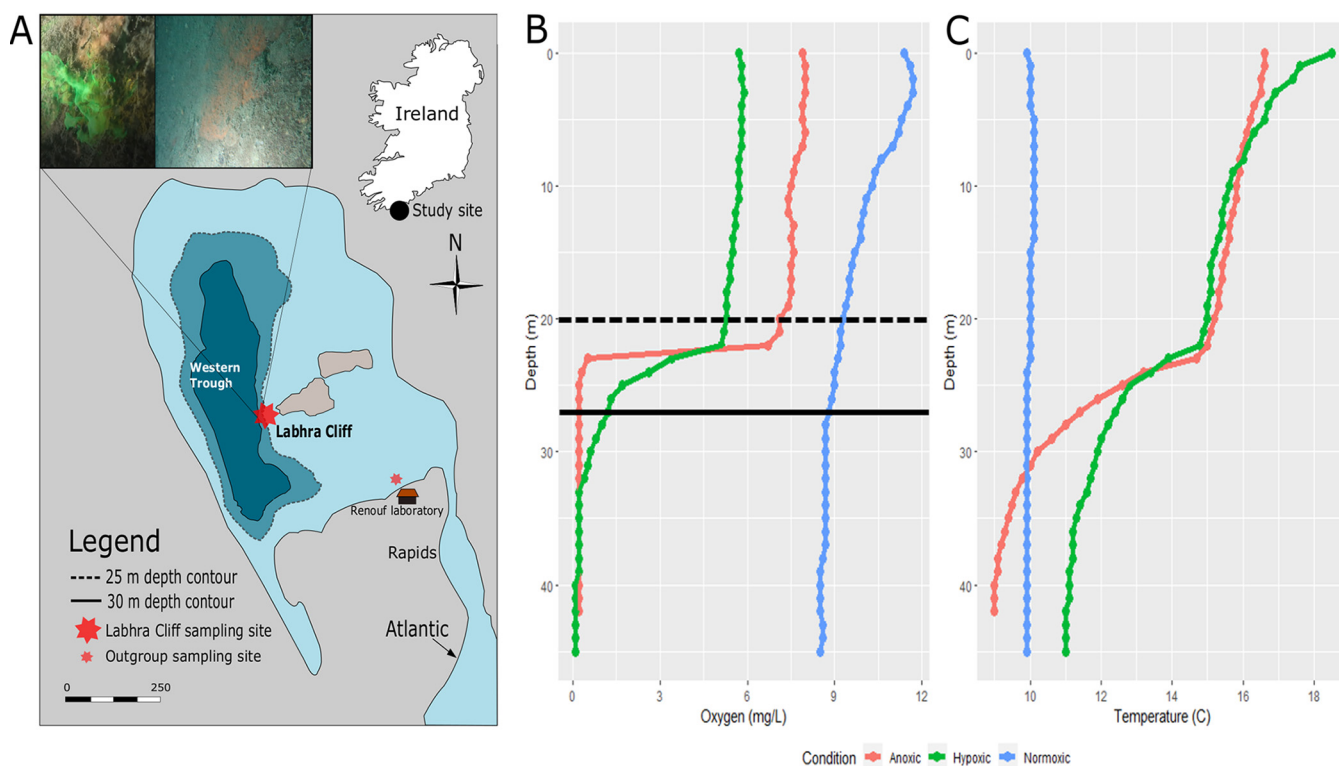 A
Ireland
Study site
N
Western
Trough
Labhra Cliff
Renouf laboratory
Rapids
Atlantic
Legend
25 m depth contour
30 m depth contour
Labhra Cliff sampling site
Outgroup sampling site
0 250
B
0
10
20
30
40
Depth (m)
0 3 6 9 12
Oxygen (mg/L)
C
0
10
20
30
40
Depth (m)
10 12 14 16 18
Temperature (C)
Condition Anoxic Hypoxic Normoxic